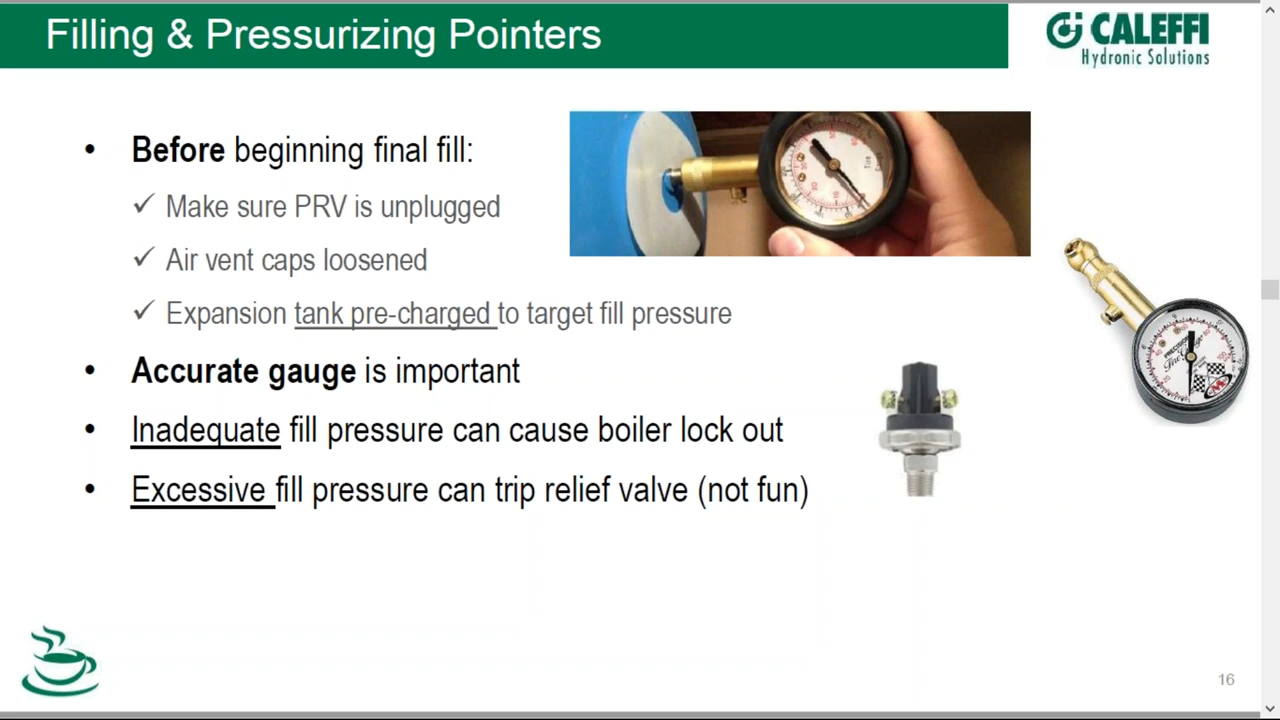 Filling & Pressurizing Pointers
CALEFFI
Hydronic Solutions
• Before beginning final fill:
✓ Make sure PRV is unplugged
✓ Air vent caps loosened
✓ Expansion tank pre-charged to target fill pressure
• Accurate gauge is important
• Inadequate fill pressure can cause boiler lock out
• Excessive fill pressure can trip relief valve (not fun)
16